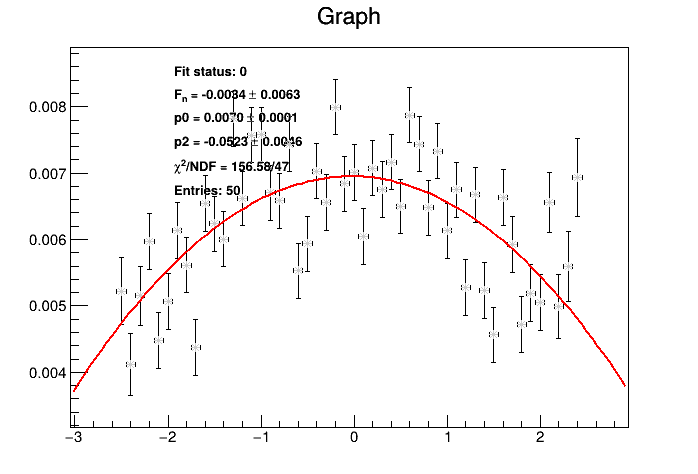 Graph
Fit status: 0
Fn = -0.0034 ± 0.0063
p0 = 0.0070 ± 0.0001
p2 = -0.0523 ± 0.0046
χ2/NDF = 156.58/47
Entries: 50
0.008
0.007
0.006
0.005
0.004
−3 −2 −1 0 1 2